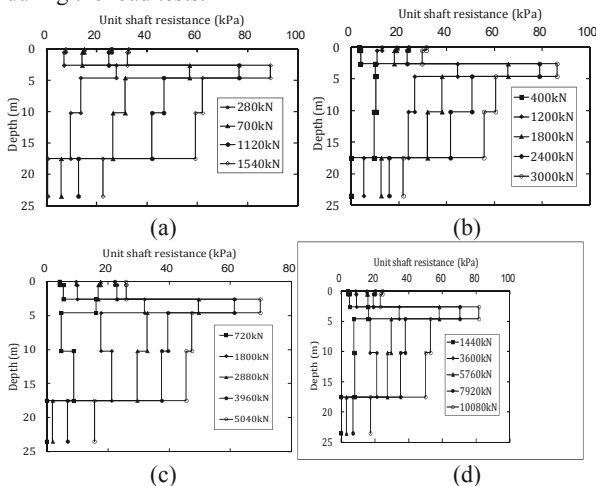 Unit shaft resistance (kPa)
0 20 40 60 80 100
Depth (m)
0
5
10
15
20
25
280kN
700kN
1120kN
1540kN
(a)
Unit shaft resistance (kPa)
0 20 40 60 80 100
Depth (m)
0
5
10
15
20
25
400kN
1200kN
1800kN
2400kN
3000kN
(b)
Unit shaft resistance (kPa)
0 20 40 60 80
Depth (m)
0
5
10
15
20
25
720kN
1800kN
2880kN
3960kN
5040kN
(c)
Unit shaft resistance (kPa)
0 20 40 60 80 100
Depth (m)
0
5
10
15
20
25
1440kN
3600kN
5760kN
7920kN
10080kN
(d)